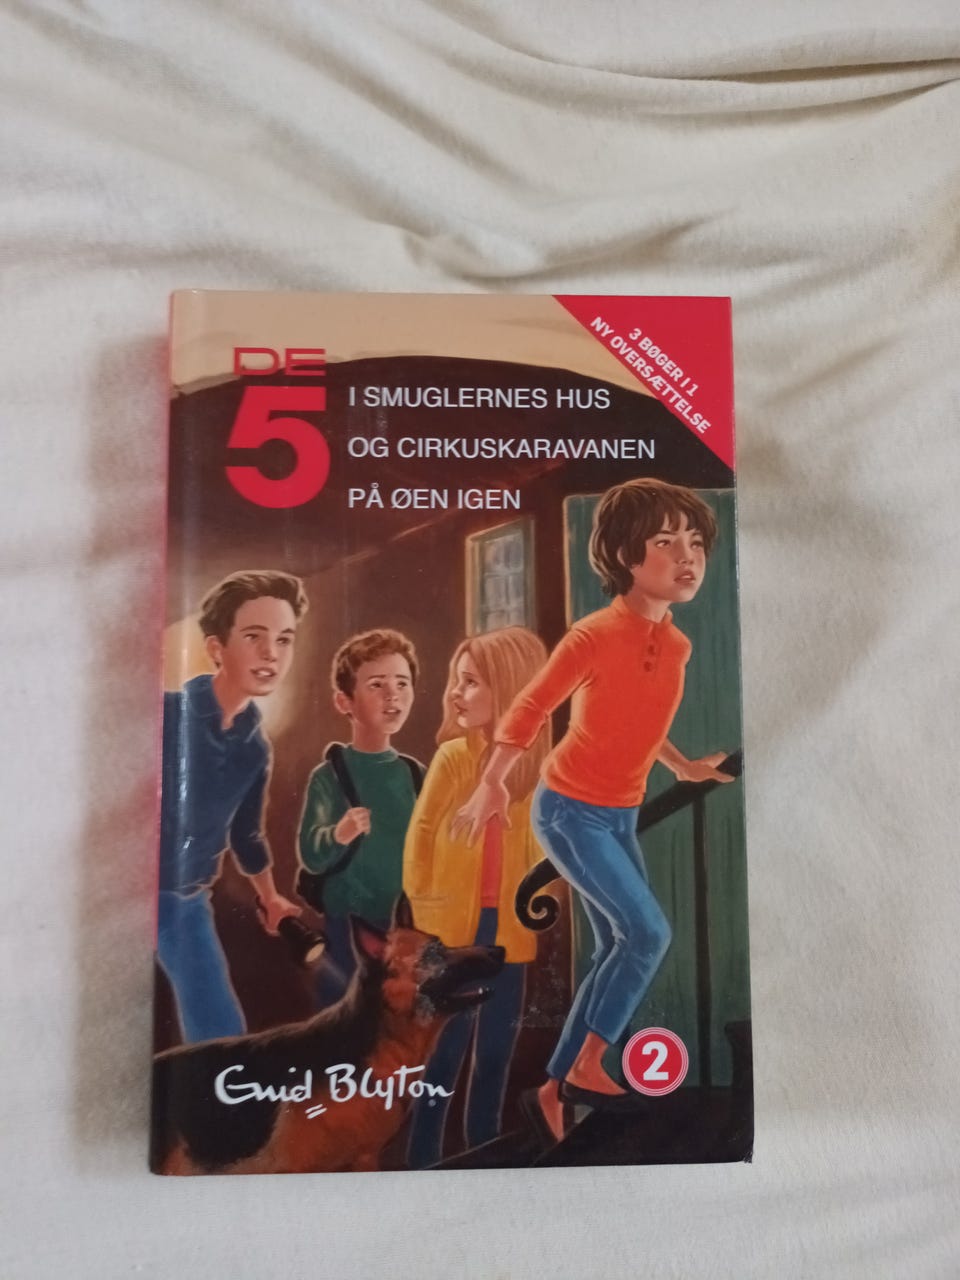 3 BØGER I 1
NY OVERSÆTTELSE
DE
5
I SMUGLERNES HUS
OG CIRKUSKARAVANEN
PÅ ØEN IGEN
Enid Blyton
2